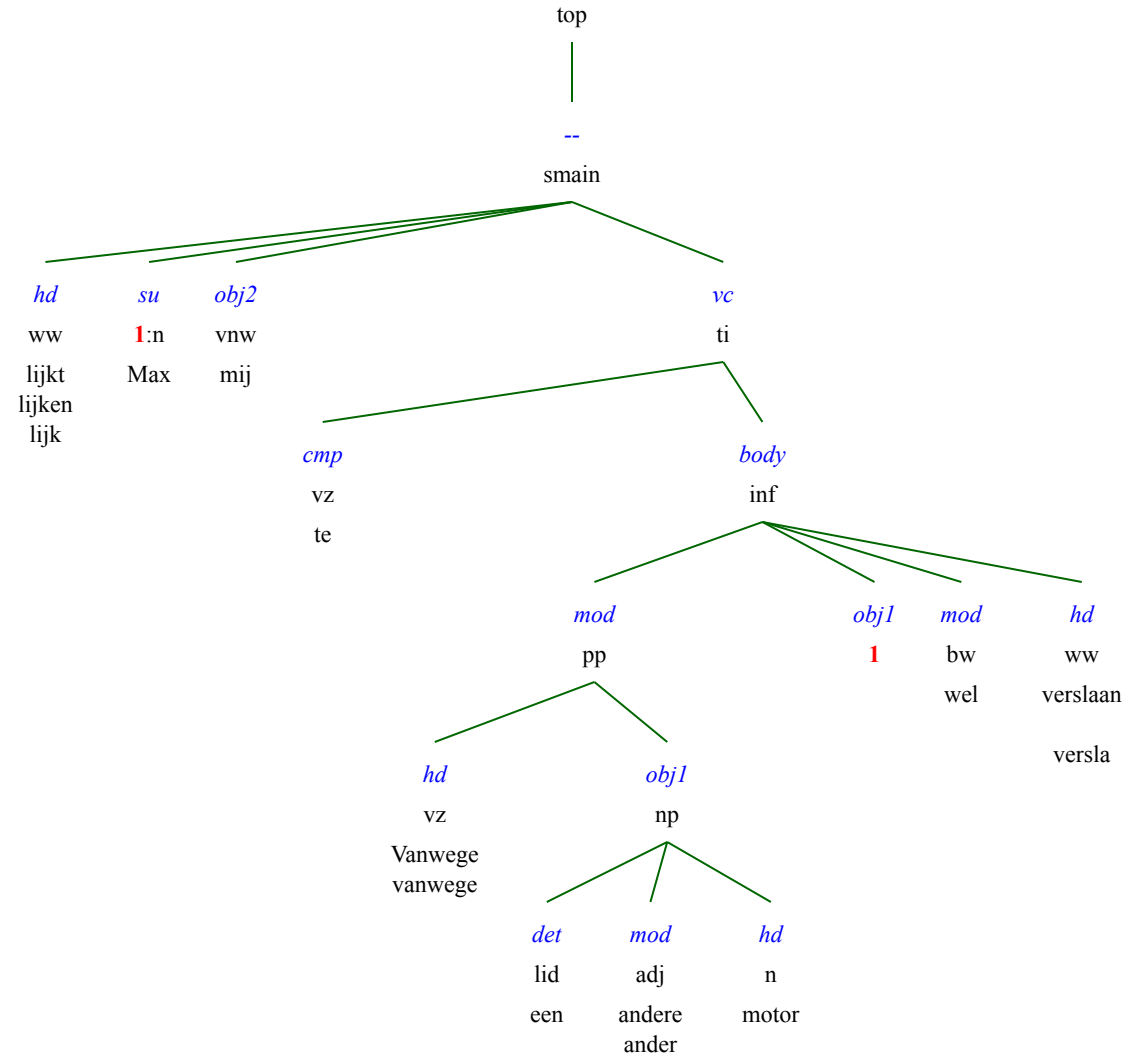 top
--
smain
hd su obj2 vc
ww 1:n vnw ti
lijkt Max mij
lijken
lijk
cmp body
vz inf
te
mod obj1 mod hd
pp 1 bw ww
wel verslaan
versla
hd obj1
vz np
Vanwege
vanwege
det mod hd
lid adj n
een andere motor
ander